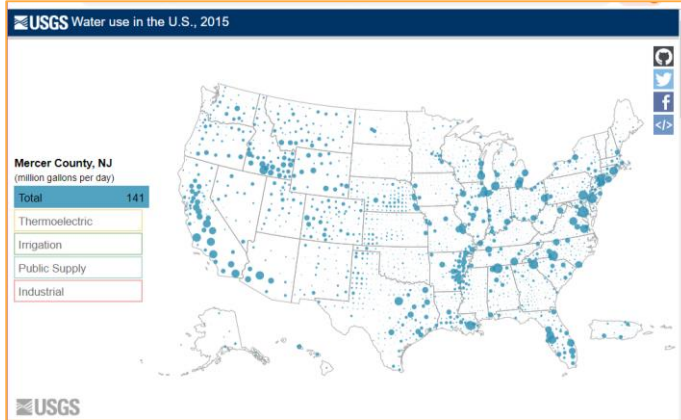 USGS Water use in the U.S., 2015
Mercer County, NJ
(million gallons per day)
Total 141
Thermoelectric
Irrigation
Public Supply
Industrial
f
</>
USGS